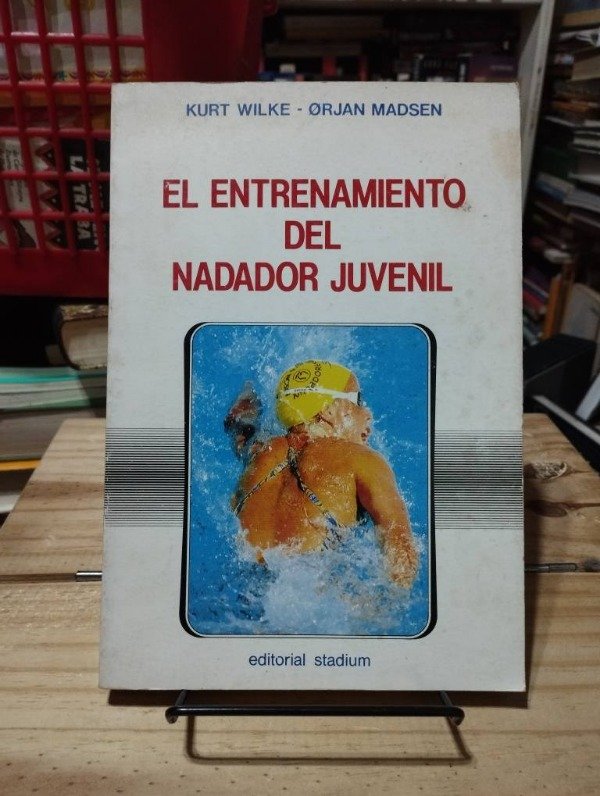 KURT WILKE - ØRJAN MADSEN
EL ENTRENAMIENTO
DEL
NADADOR JUVENIL
editorial stadium